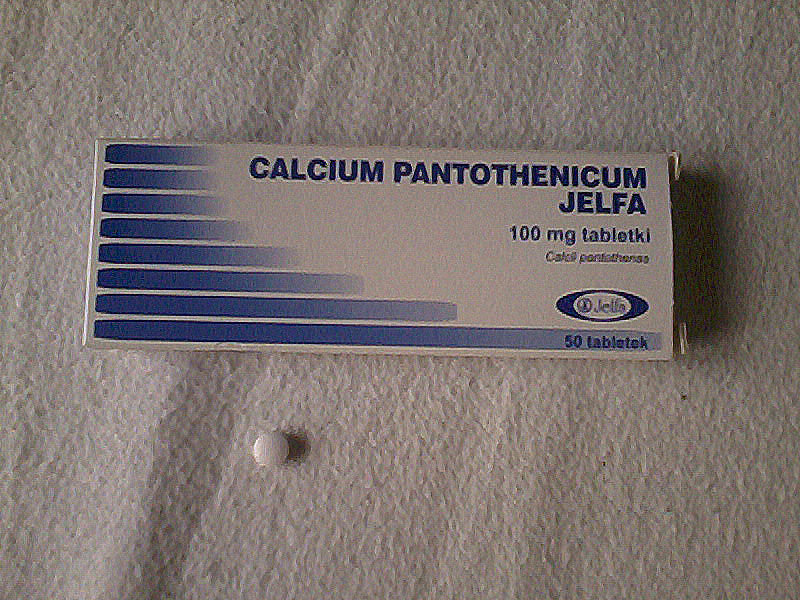 CALCIUM PANTOTHENICUM
JELFA
100 mg tabletki
Calcii pantothenas
Jelfa
50 tabletek